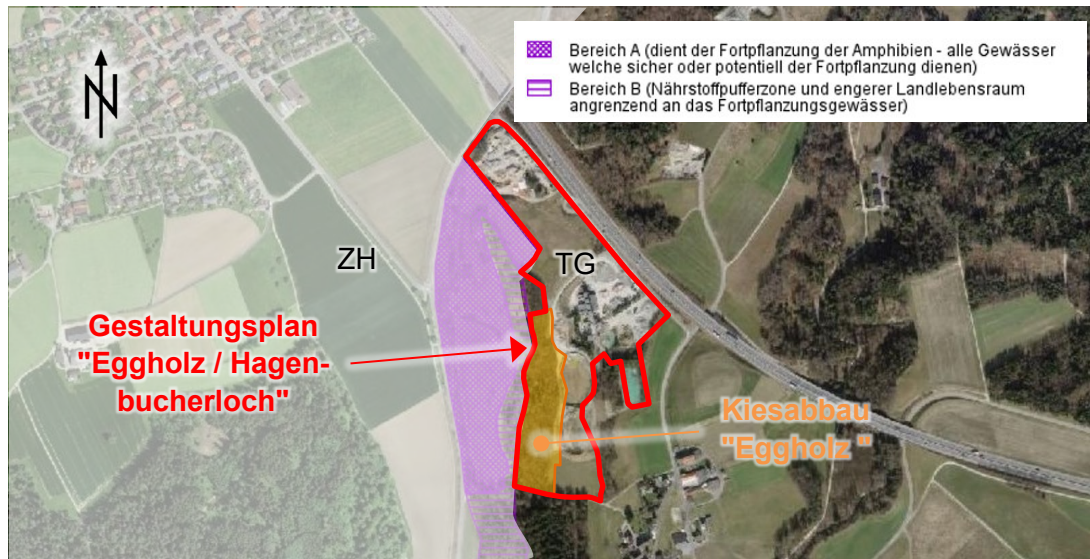 N
Bereich A (dient der Fortpflanzung der Amphibien - alle Gewässer
welche sicher oder potentiell der Fortpflanzung dienen)
Bereich B (Nährstoffpufferzone und engerer Landlebensraum
angrenzend an das Fortpflanzungsgewässer)
ZH
TG
Gestaltungsplan
"Eggholz / Hagen-
bucherloch"
Kiesabbau
"Eggholz "